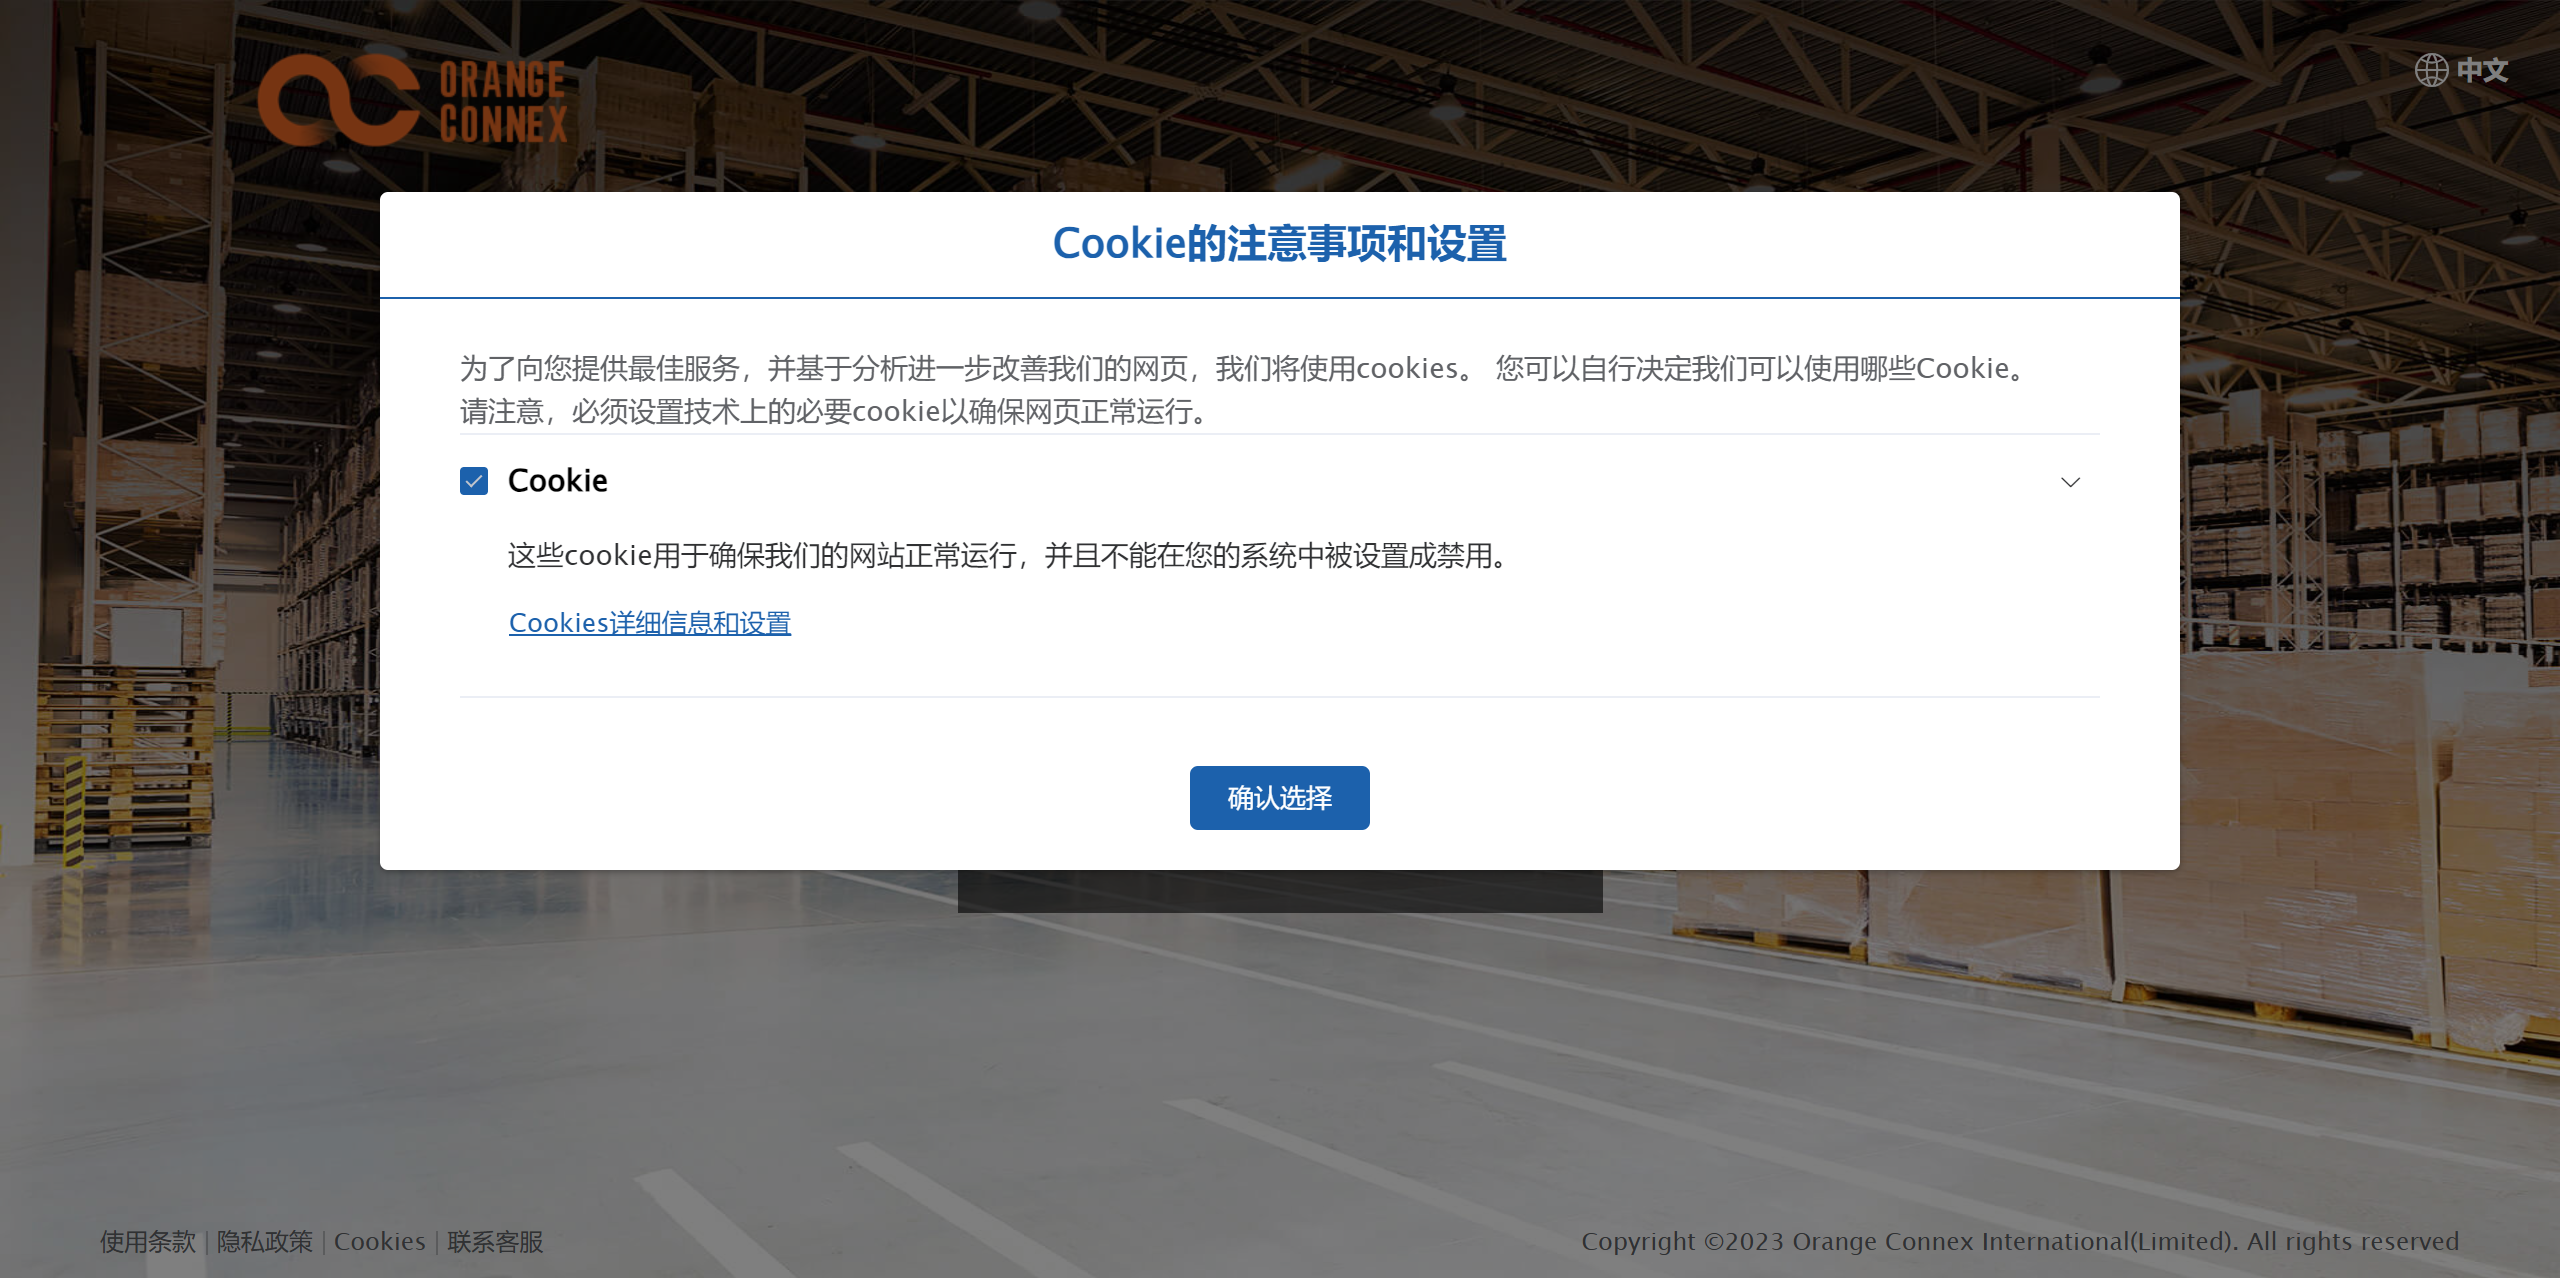 ORANGE
CONNEX
中文
Cookie的注意事项和设置
为了向您提供最佳服务，并基于分析进一步改善我们的网页，我们将使用cookies。 您可以自行决定我们可以使用哪些Cookie。
请注意，必须设置技术上的必要cookie以确保网页正常运行。
Cookie
这些cookie用于确保我们的网站正常运行，并且不能在您的系统中被设置成禁用。
Cookies详细信息和设置
确认选择
使用条款 | 隐私政策 | Cookies | 联系客服
Copyright ©2023 Orange Connex International(Limited). All rights reserved